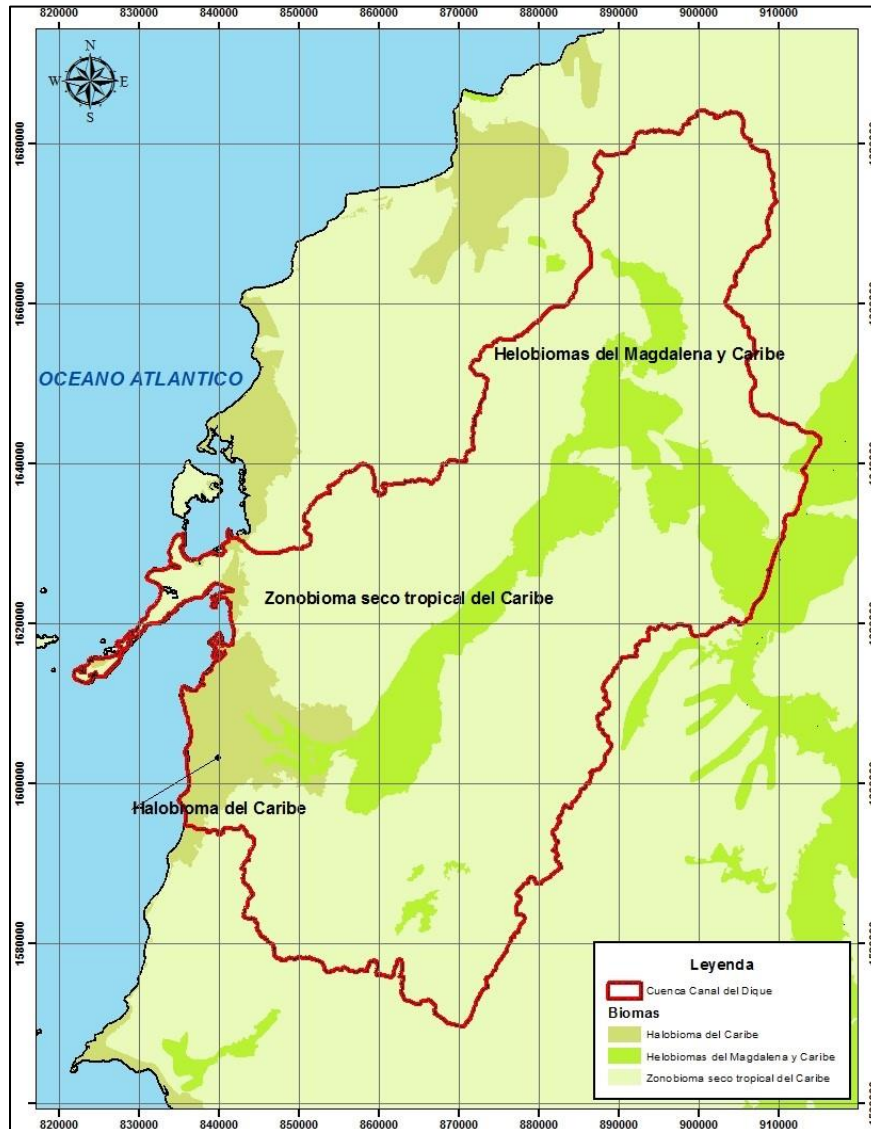 820000 830000 840000 850000 860000 870000 880000 890000 900000 910000
N
W E
S
1680000
1660000
Helobiomas del Magdalena y Caribe
OCEANO ATLANTICO
1640000
Zonobioma seco tropical del Caribe
1620000
1600000
Halobioma del Caribe
1580000
Leyenda
Cuenca Canal del Dique
Biomas
Halobioma del Caribe
Helobiomas del Magdalena y Caribe
Zonobioma seco tropical del Caribe
820000 830000 840000 850000 860000 870000 880000 890000 900000 910000